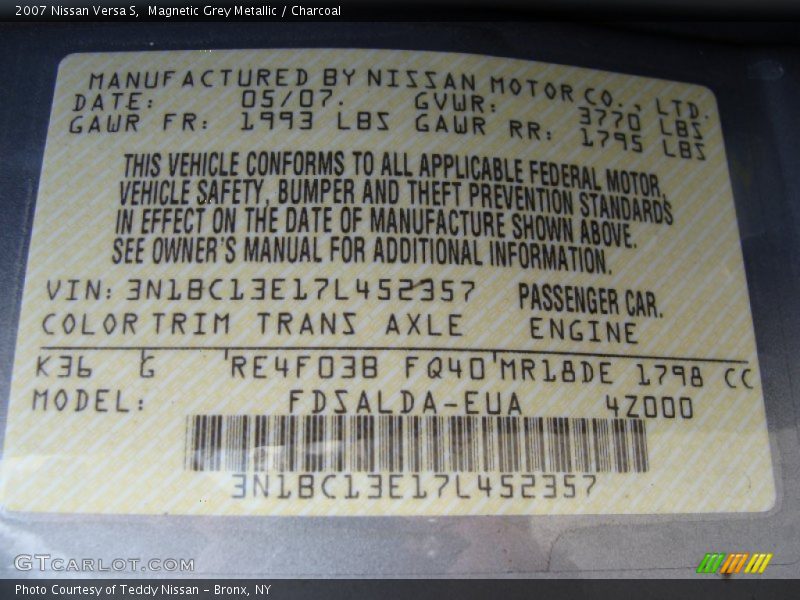 2007 Nissan Versa S,  Magnetic Grey Metallic / Charcoal
MANUFACTURED BY NISSAN MOTOR CO., LTD.
DATE: 05/07. GVWR: 3770 LBS
GAWR FR: 1993 LBS GAWR RR: 1795 LBS
THIS VEHICLE CONFORMS TO ALL APPLICABLE FEDERAL MOTOR
VEHICLE SAFETY, BUMPER AND THEFT PREVENTION STANDARDS
IN EFFECT ON THE DATE OF MANUFACTURE SHOWN ABOVE.
SEE OWNER'S MANUAL FOR ADDITIONAL INFORMATION.
VIN: 3N1BC13E17L452357 PASSENGER CAR.
COLOR TRIM TRANS AXLE ENGINE
K36 G RE4F03B FQ40 MR18DE 1798 CC
MODEL: FDSALDA-EUA 4Z000
3N1BC13E17L452357
GTCARLOT.COM
Photo Courtesy of Teddy Nissan – Bronx, NY